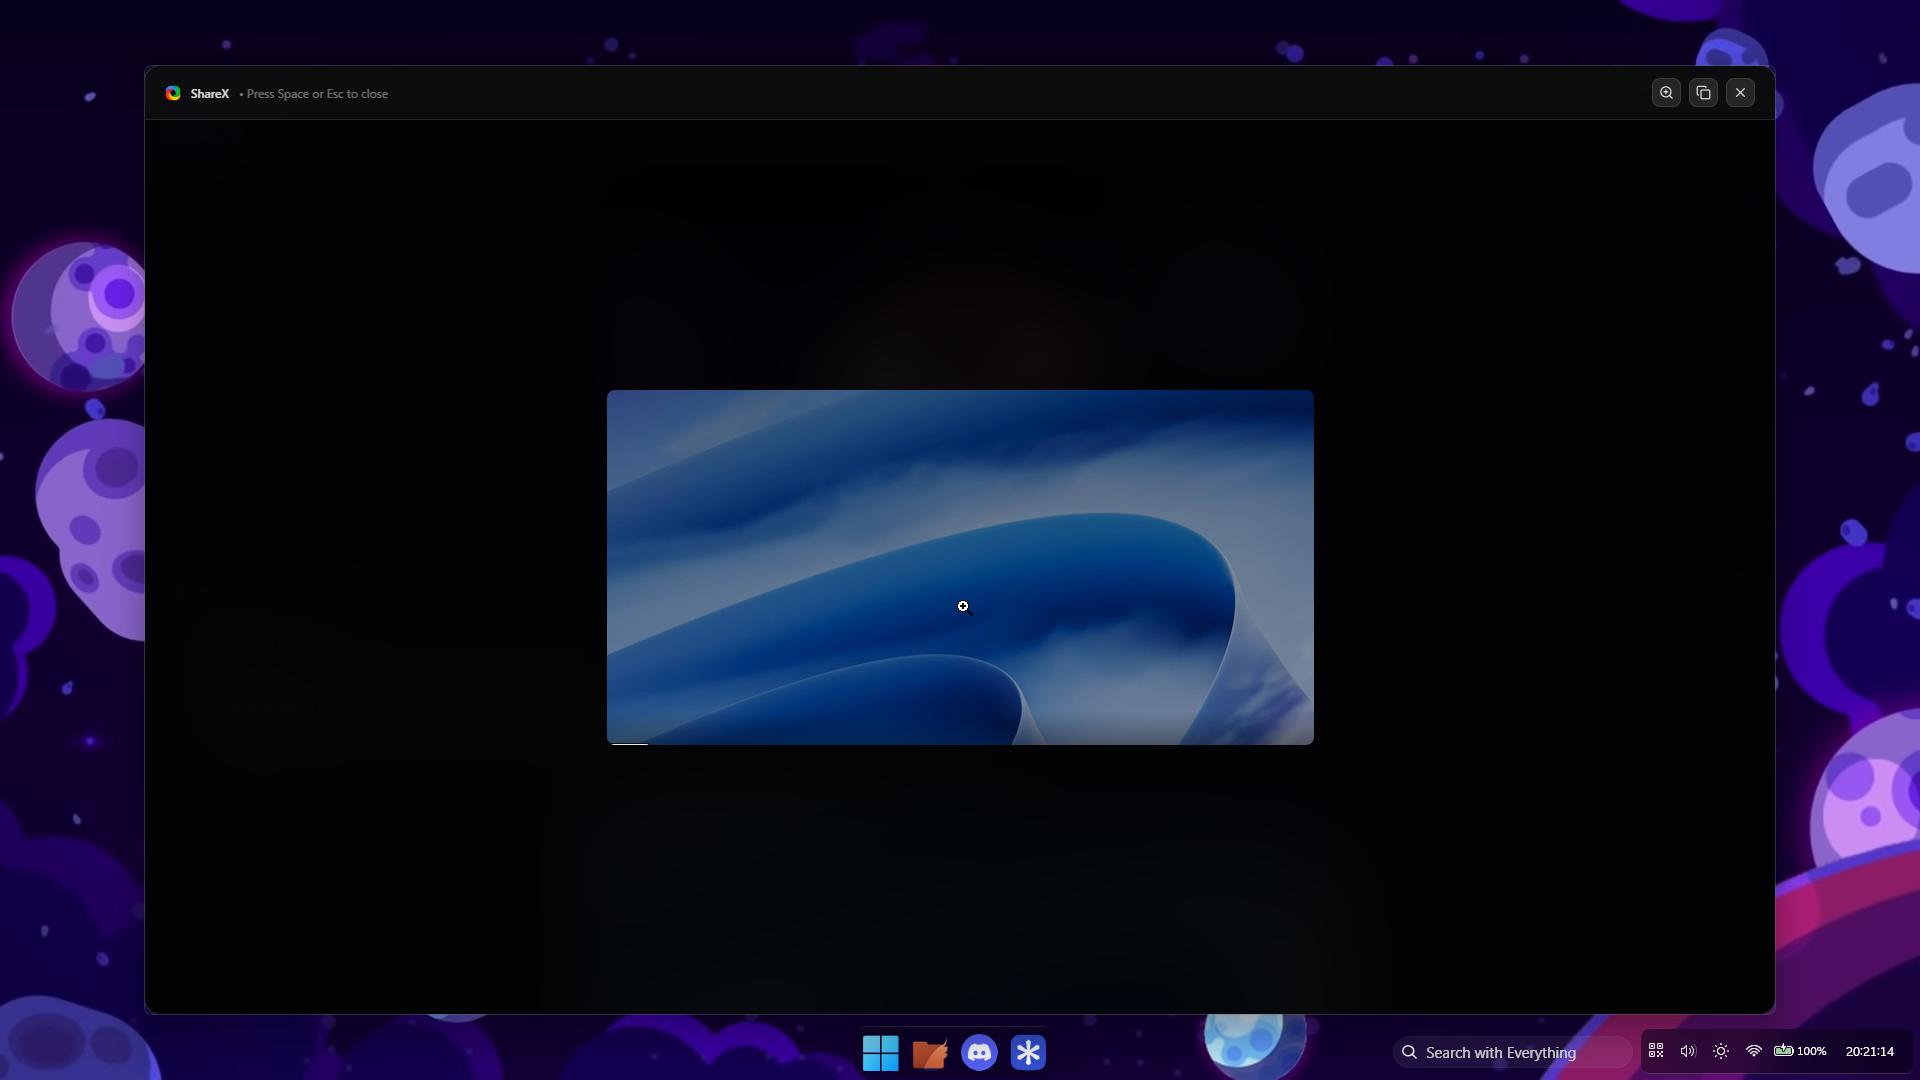 ShareX • Press Space or Esc to close
Search with Everything
100%
20:21:14